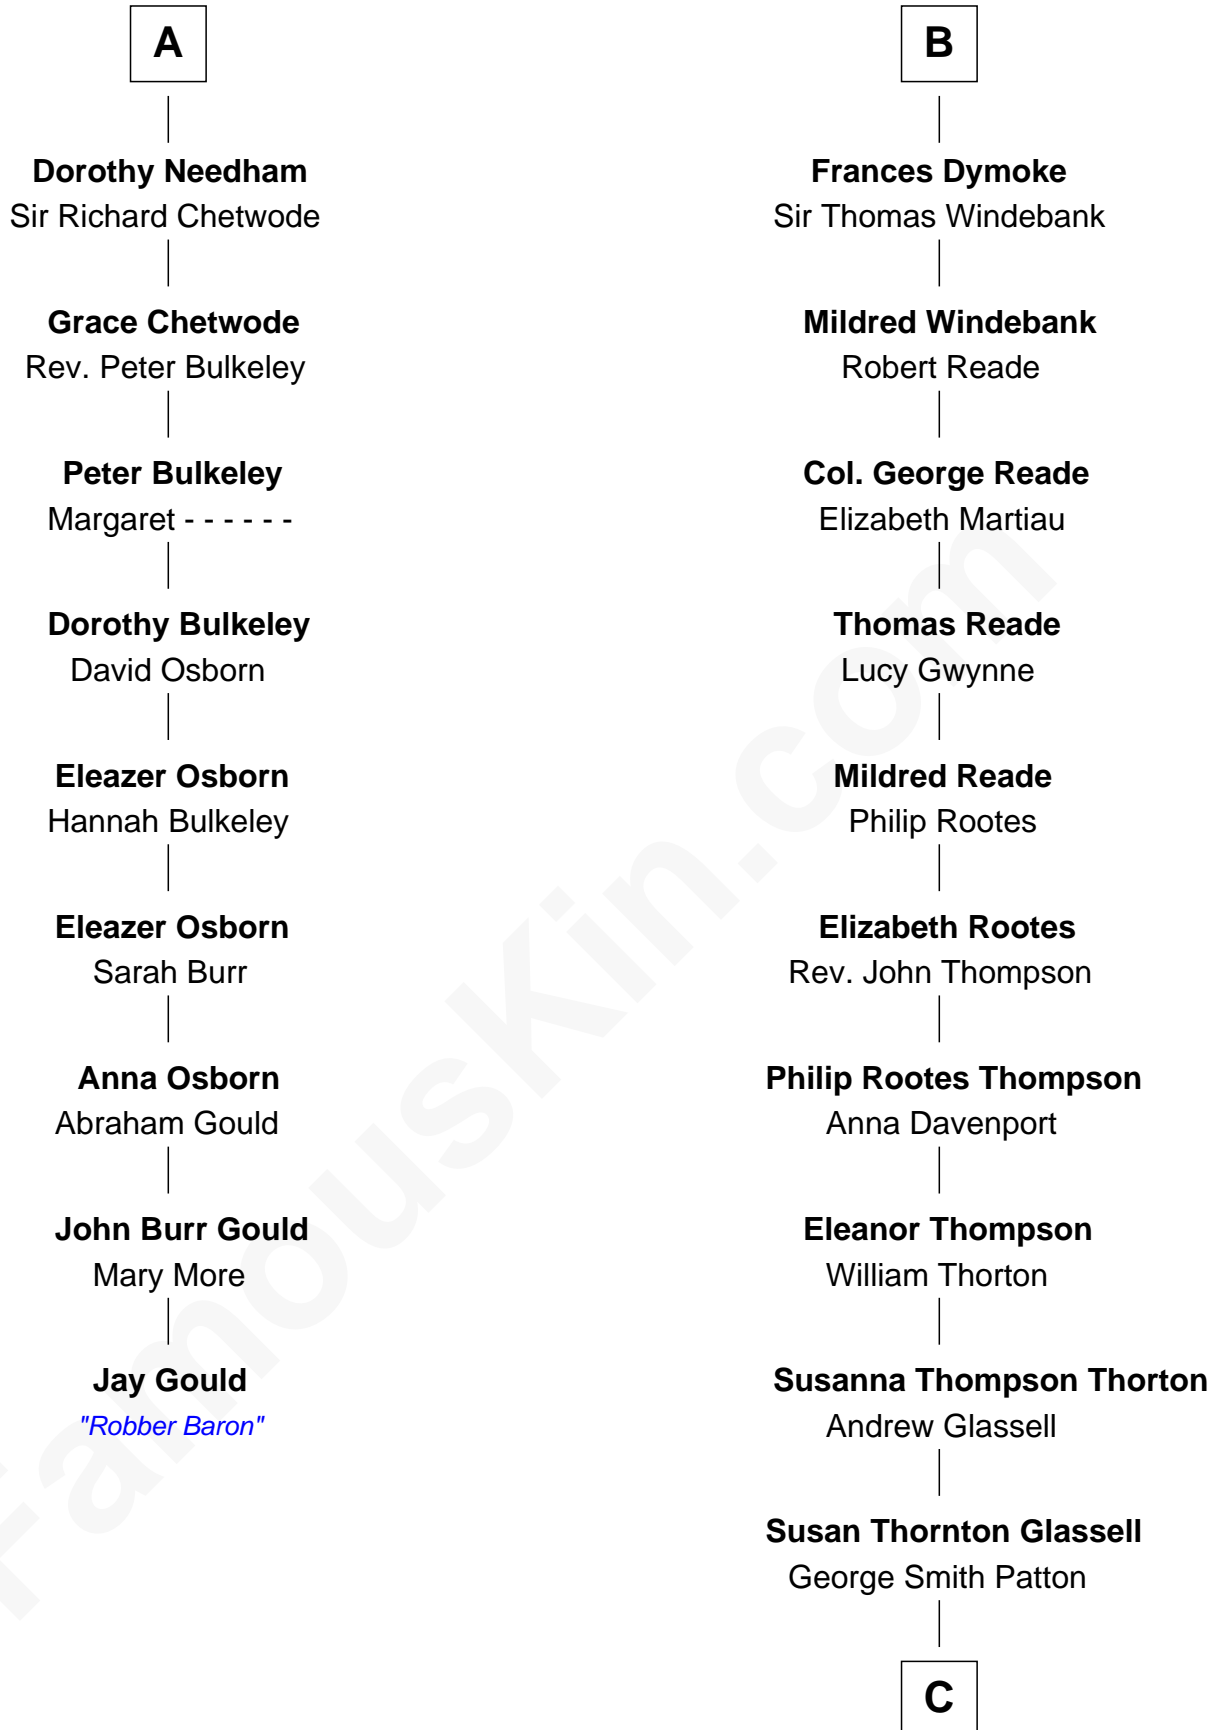 A
Dorothy Needham
Sir Richard Chetwode
Grace Chetwode
Rev. Peter Bulkeley
Peter Bulkeley
Margaret - - - - - -
Dorothy Bulkeley
David Osborn
Eleazer Osborn
Hannah Bulkeley
Eleazer Osborn
Sarah Burr
Anna Osborn
Abraham Gould
John Burr Gould
Mary More
Jay Gould
"Robber Baron"
B
Frances Dymoke
Sir Thomas Windebank
Mildred Windebank
Robert Reade
Col. George Reade
Elizabeth Martiau
Thomas Reade
Lucy Gwynne
Mildred Reade
Philip Rootes
Elizabeth Rootes
Rev. John Thompson
Philip Rootes Thompson
Anna Davenport
Eleanor Thompson
William Thorton
Susanna Thompson Thorton
Andrew Glassell
Susan Thornton Glassell
George Smith Patton
C
FamousKin.com